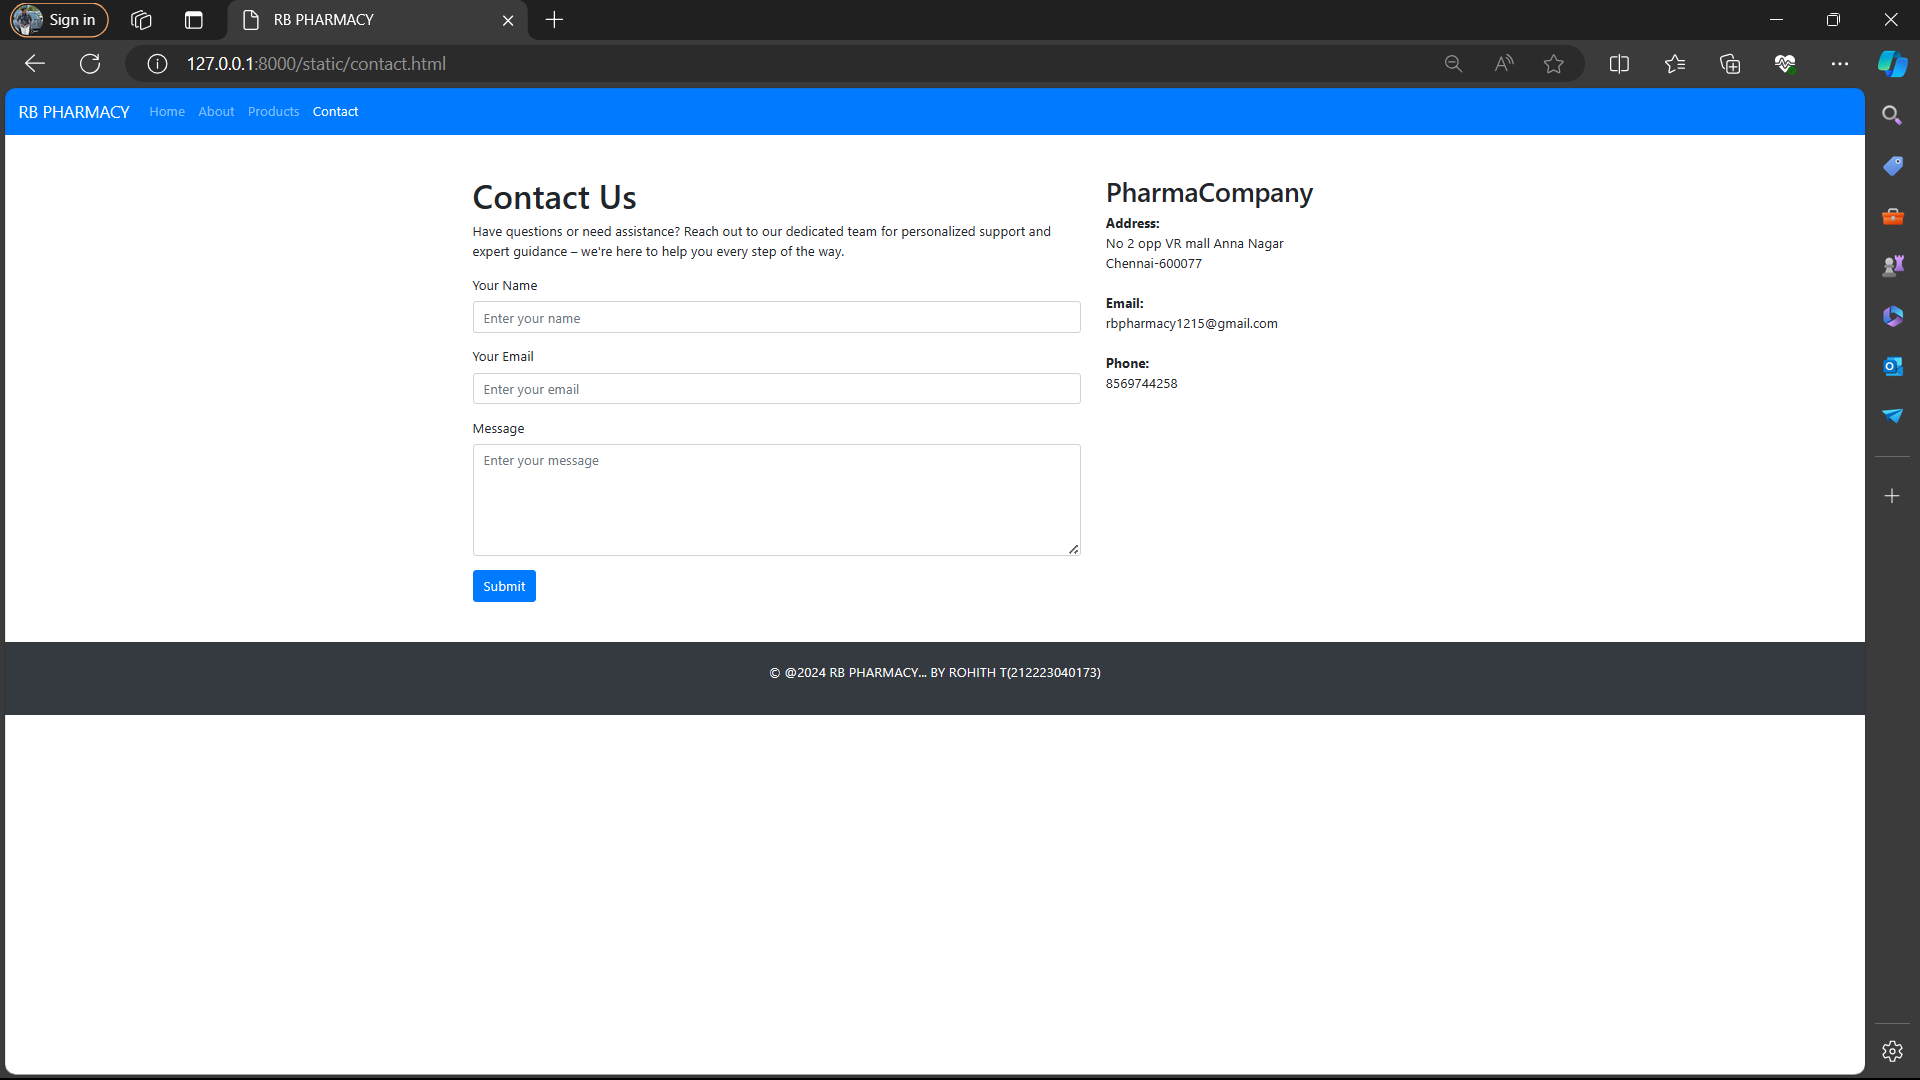 Sign in
RB PHARMACY
127.0.0.1:8000/static/contact.html
RB PHARMACY Home About Products Contact
Contact Us
Have questions or need assistance? Reach out to our dedicated team for personalized support and
expert guidance – we're here to help you every step of the way.
Your Name
Enter your name
Your Email
Enter your email
Message
Enter your message
Submit
PharmaCompany
Address:
No 2 opp VR mall Anna Nagar
Chennai-600077
Email:
rbpharmacy1215@gmail.com
Phone:
8569744258
© @2024 RB PHARMACY... BY ROHITH T(212223040173)